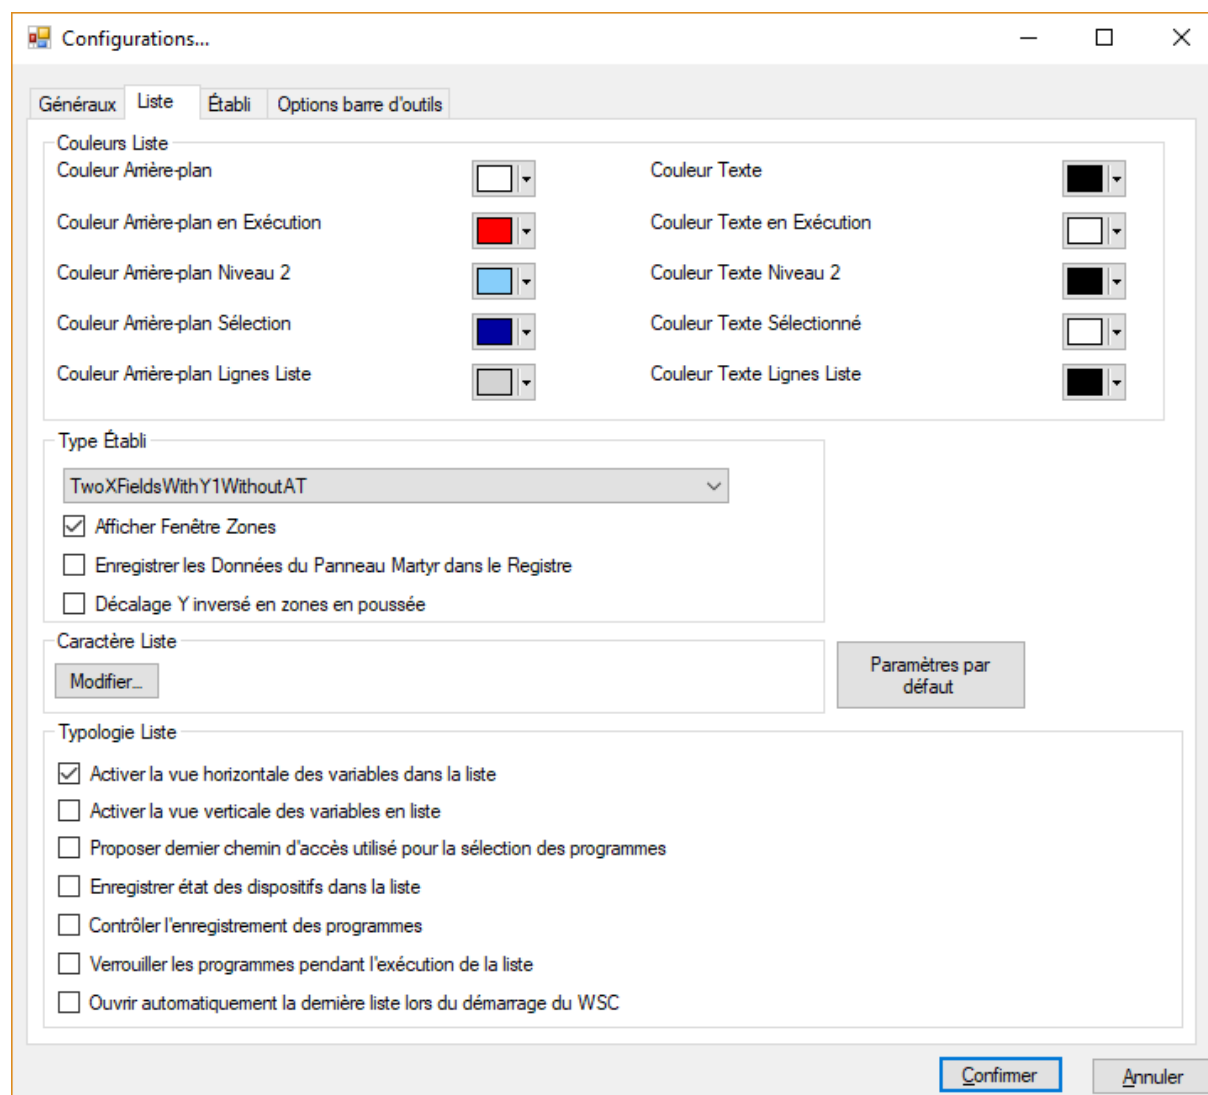 Configurations...
Généraux Liste Établi Options barre d'outils
Couleurs Liste
Couleur Arrière-plan Couleur Texte
Couleur Arrière-plan en Exécution Couleur Texte en Exécution
Couleur Arrière-plan Niveau 2 Couleur Texte Niveau 2
Couleur Arrière-plan Sélection Couleur Texte Sélectionné
Couleur Arrière-plan Lignes Liste Couleur Texte Lignes Liste
Type Établi
TwoXFieldsWithY1WithoutAT
Afficher Fenêtre Zones
Enregistrer les Données du Panneau Martyr dans le Registre
Décalage Y inversé en zones en poussée
Caractère Liste
Modifier...
Paramètres par
défaut
Typologie Liste
Activer la vue horizontale des variables dans la liste
Activer la vue verticale des variables en liste
Proposer dernier chemin d'accès utilisé pour la sélection des programmes
Enregistrer état des dispositifs dans la liste
Contrôler l'enregistrement des programmes
Verrouiller les programmes pendant l'exécution de la liste
Ouvrir automatiquement la dernière liste lors du démarrage du WSC
Confirmer Annuler